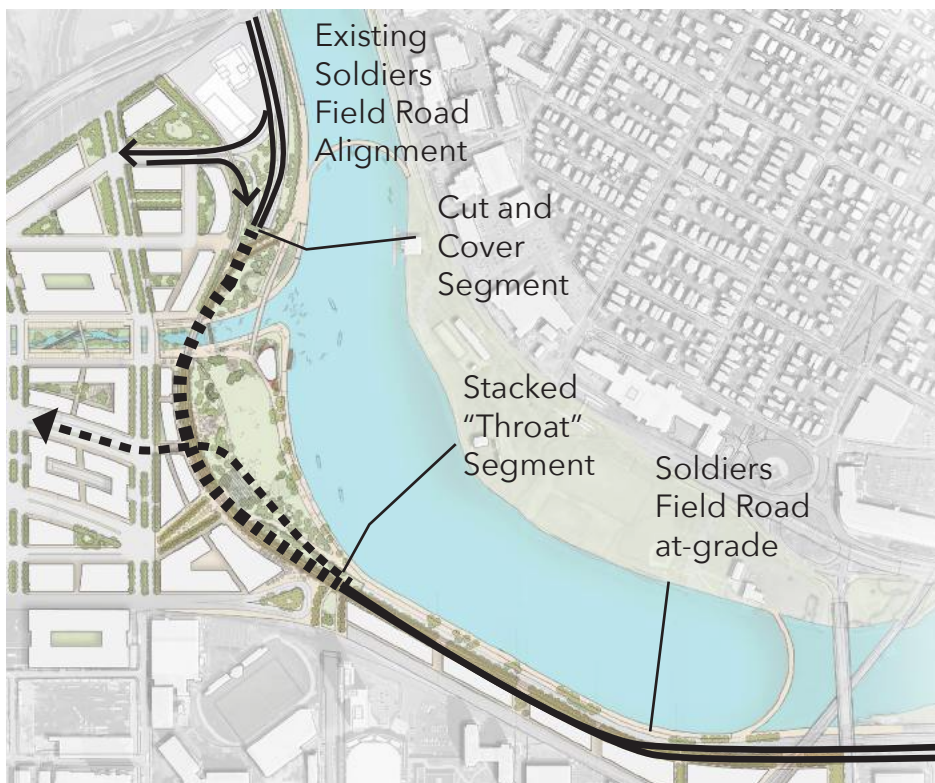 Existing
Soldiers
Field Road
Alignment
Cut and
Cover
Segment
Stacked
“Throat”
Segment
Soldiers
Field Road
at-grade